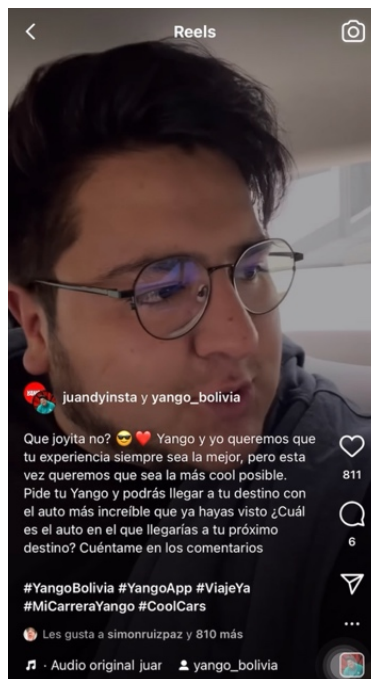 Reels
juandyinsta y yango_bolivia
Que joyita no? 😎❤️ Yango y yo queremos que
tu experiencia siempre sea la mejor, pero esta
vez queremos que sea la más cool posible.
Pide tu Yango y podrás llegar a tu destino con
el auto más increíble que ya hayas visto ¿Cuál
es el auto en el que llegarías a tu próximo
destino? Cuéntame en los comentarios
#YangoBolivia #YangoApp #ViajeYa
#MiCarreraYango #CoolCars
Les gusta a simonruizpaz y 810 más
· Audio original juar
yango_bolivia
811
6